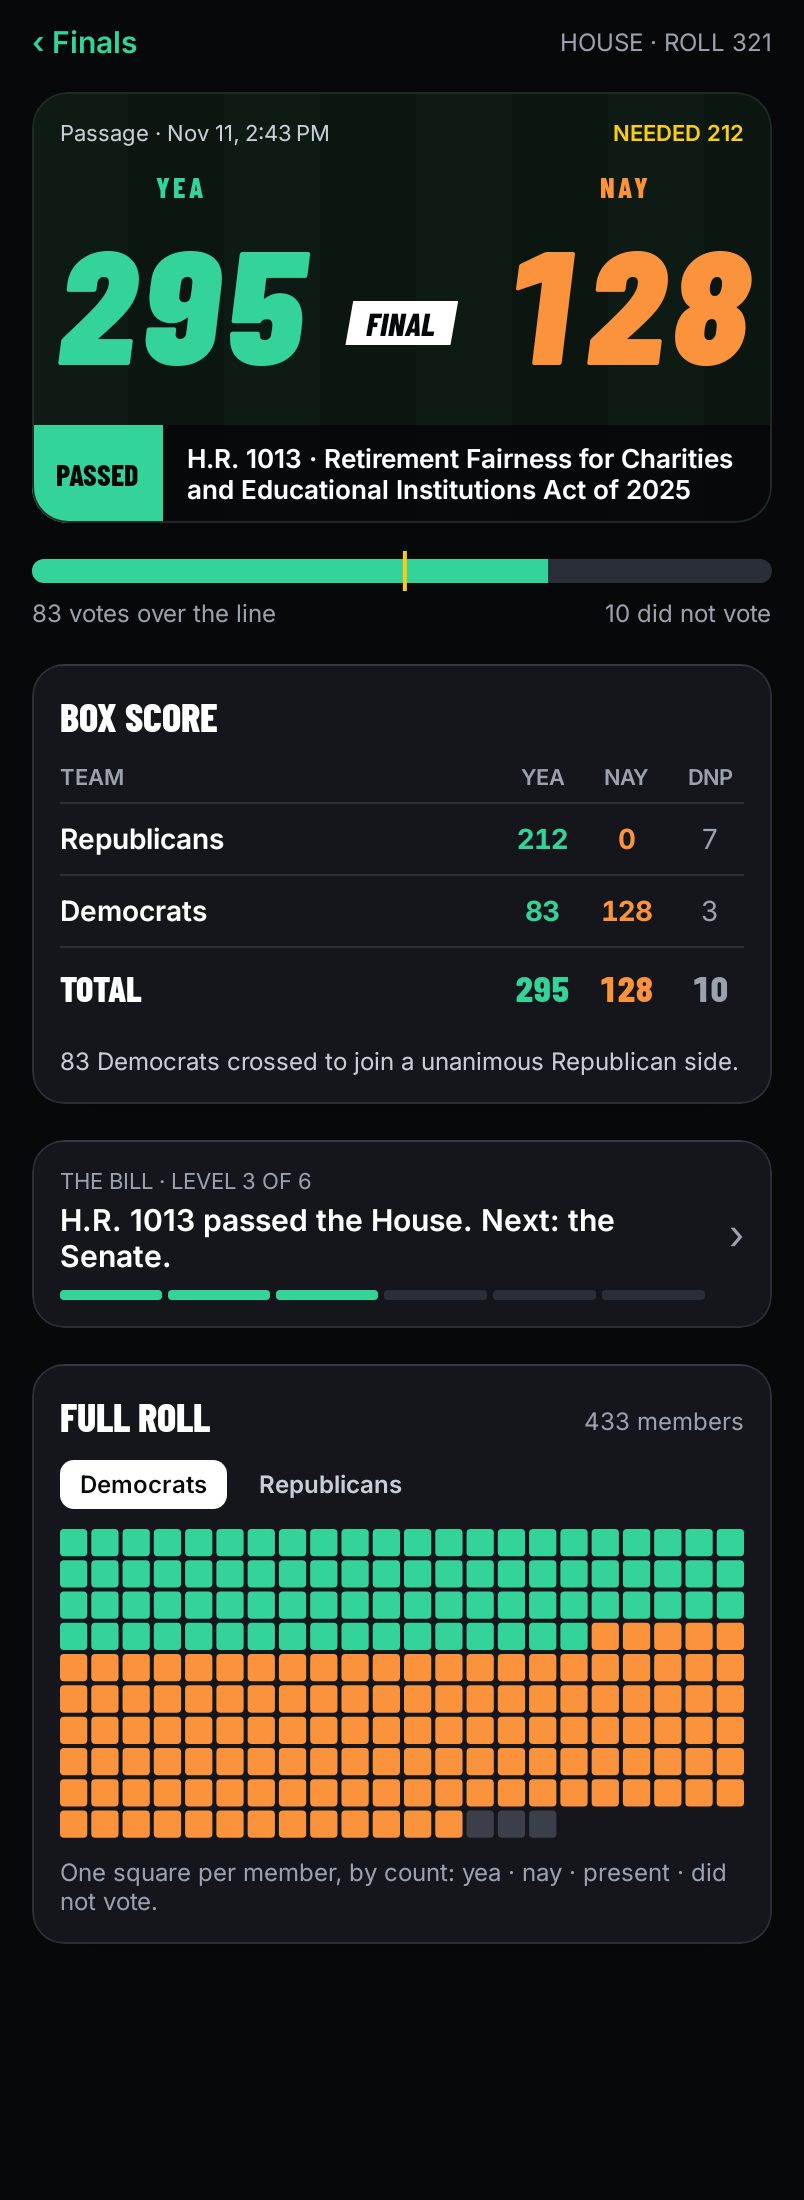 ‹ Finals
HOUSE · ROLL 321
Passage · Nov 11, 2:43 PM
NEEDED 212
YEA
NAY
295
FINAL
128
PASSED
H.R. 1013 · Retirement Fairness for Charities
and Educational Institutions Act of 2025
83 votes over the line
10 did not vote
BOX SCORE
TEAM YEA NAY DNP
Republicans 212 0 7
Democrats 83 128 3
TOTAL 295 128 10
83 Democrats crossed to join a unanimous Republican side.
THE BILL · LEVEL 3 OF 6
H.R. 1013 passed the House. Next: the
Senate.
›
FULL ROLL
433 members
Democrats
Republicans
One square per member, by count: yea · nay · present · did
not vote.